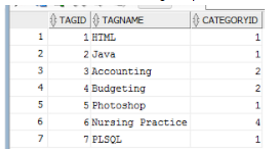 TAGID TAGNAME CATEGORYID
1 1 HTML 1
2 2 Java 1
3 3 Accounting 2
4 4 Budgeting 2
5 5 Photoshop 1
6 6 Nursing Practice 4
7 7 PLSQL 1